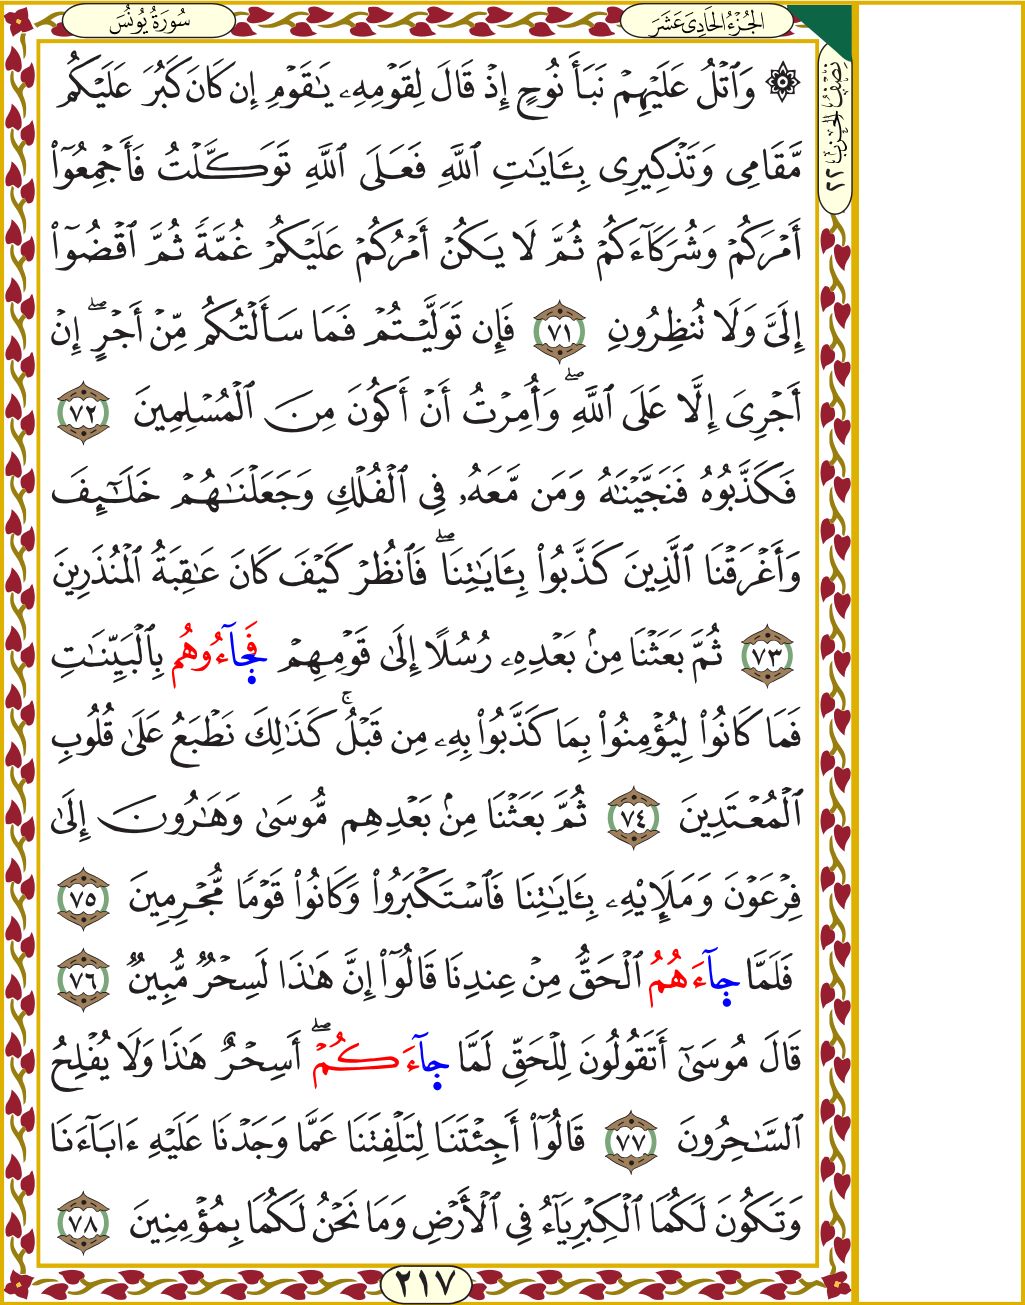 سُورَةُ يُونُسَ
الجُزْءُ الحَادِىَ عَشَرَ
نِصْفُ الحِزْبِ ٢٢
۞ وَٱتْلُ عَلَيْهِمْ نَبَأَ نُوحٍ إِذْ قَالَ لِقَوْمِهِۦ يَٰقَوْمِ إِن كَانَ كَبُرَ عَلَيْكُم
مَّقَامِى وَتَذْكِيرِى بِـَٔايَٰتِ ٱللَّهِ فَعَلَى ٱللَّهِ تَوَكَّلْتُ فَأَجْمِعُوٓا۟
أَمْرَكُمْ وَشُرَكَآءَكُمْ ثُمَّ لَا يَكُنْ أَمْرُكُمْ عَلَيْكُمْ غُمَّةً ثُمَّ ٱقْضُوٓا۟
إِلَىَّ وَلَا تُنظِرُونِ ٧١ فَإِن تَوَلَّيْتُمْ فَمَا سَأَلْتُكُم مِّنْ أَجْرٍ ۖ إِنْ
أَجْرِىَ إِلَّا عَلَى ٱللَّهِ ۖ وَأُمِرْتُ أَنْ أَكُونَ مِنَ ٱلْمُسْلِمِينَ ٧٢
فَكَذَّبُوهُ فَنَجَّيْنَٰهُ وَمَن مَّعَهُۥ فِى ٱلْفُلْكِ وَجَعَلْنَٰهُمْ خَلَٰٓئِفَ
وَأَغْرَقْنَا ٱلَّذِينَ كَذَّبُوا۟ بِـَٔايَٰتِنَا ۖ فَٱنظُرْ كَيْفَ كَانَ عَٰقِبَةُ ٱلْمُنذَرِينَ
٧٣ ثُمَّ بَعَثْنَا مِنۢ بَعْدِهِۦ رُسُلًا إِلَىٰ قَوْمِهِمْ فَجَآءُوهُم بِٱلْبَيِّنَٰتِ
فَمَا كَانُوا۟ لِيُؤْمِنُوا۟ بِمَا كَذَّبُوا۟ بِهِۦ مِن قَبْلُ ۚ كَذَٰلِكَ نَطْبَعُ عَلَىٰ قُلُوبِ
ٱلْمُعْتَدِينَ ٧٤ ثُمَّ بَعَثْنَا مِنۢ بَعْدِهِم مُّوسَىٰ وَهَٰرُونَ إِلَىٰ
فِرْعَوْنَ وَمَلَإِي۟هِۦ بِـَٔايَٰتِنَا فَٱسْتَكْبَرُوا۟ وَكَانُوا۟ قَوْمًا مُّجْرِمِينَ ٧٥
فَلَمَّا جَآءَهُمُ ٱلْحَقُّ مِنْ عِندِنَا قَالُوٓا۟ إِنَّ هَٰذَا لَسِحْرٌ مُّبِينٌ ٧٦
قَالَ مُوسَىٰٓ أَتَقُولُونَ لِلْحَقِّ لَمَّا جَآءَكُمْ ۖ أَسِحْرٌ هَٰذَا وَلَا يُفْلِحُ
ٱلسَّٰحِرُونَ ٧٧ قَالُوٓا۟ أَجِئْتَنَا لِتَلْفِتَنَا عَمَّا وَجَدْنَا عَلَيْهِ ءَابَآءَنَا
وَتَكُونَ لَكُمَا ٱلْكِبْرِيَآءُ فِى ٱلْأَرْضِ وَمَا نَحْنُ لَكُمَا بِمُؤْمِنِينَ ٧٨
٢١٧